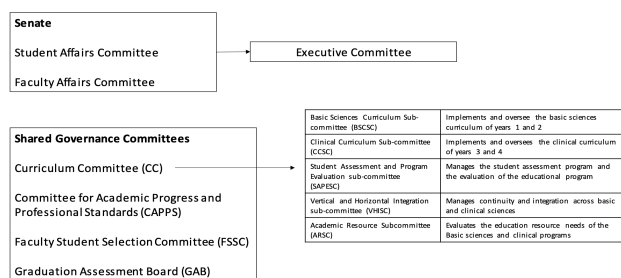 Senate
Student Affairs Committee
Faculty Affairs Committee
Executive Committee
Shared Governance Committees
Curriculum Committee (CC)
Committee for Academic Progress and
Professional Standards (CAPPS)
Faculty Student Selection Committee (FSSC)
Graduation Assessment Board (GAB)
Basic Sciences Curriculum Sub-
committee (BSCSC)
Implements and oversee the basic sciences
curriculum of years 1 and 2
Clinical Curriculum Sub-committee
(CCSC)
Implements and oversees the clinical curriculum
of years 3 and 4
Student Assessment and Program
Evaluation sub-committee
(SAPESC)
Manages the student assessment program and
the evaluation of the educational program
Vertical and Horizontal Integration
sub-committee (VHISC)
Manages continuity and integration across basic
and clinical sciences
Academic Resource Subcommittee
(ARSC)
Evaluates the education resource needs of the
Basic sciences and clinical programs